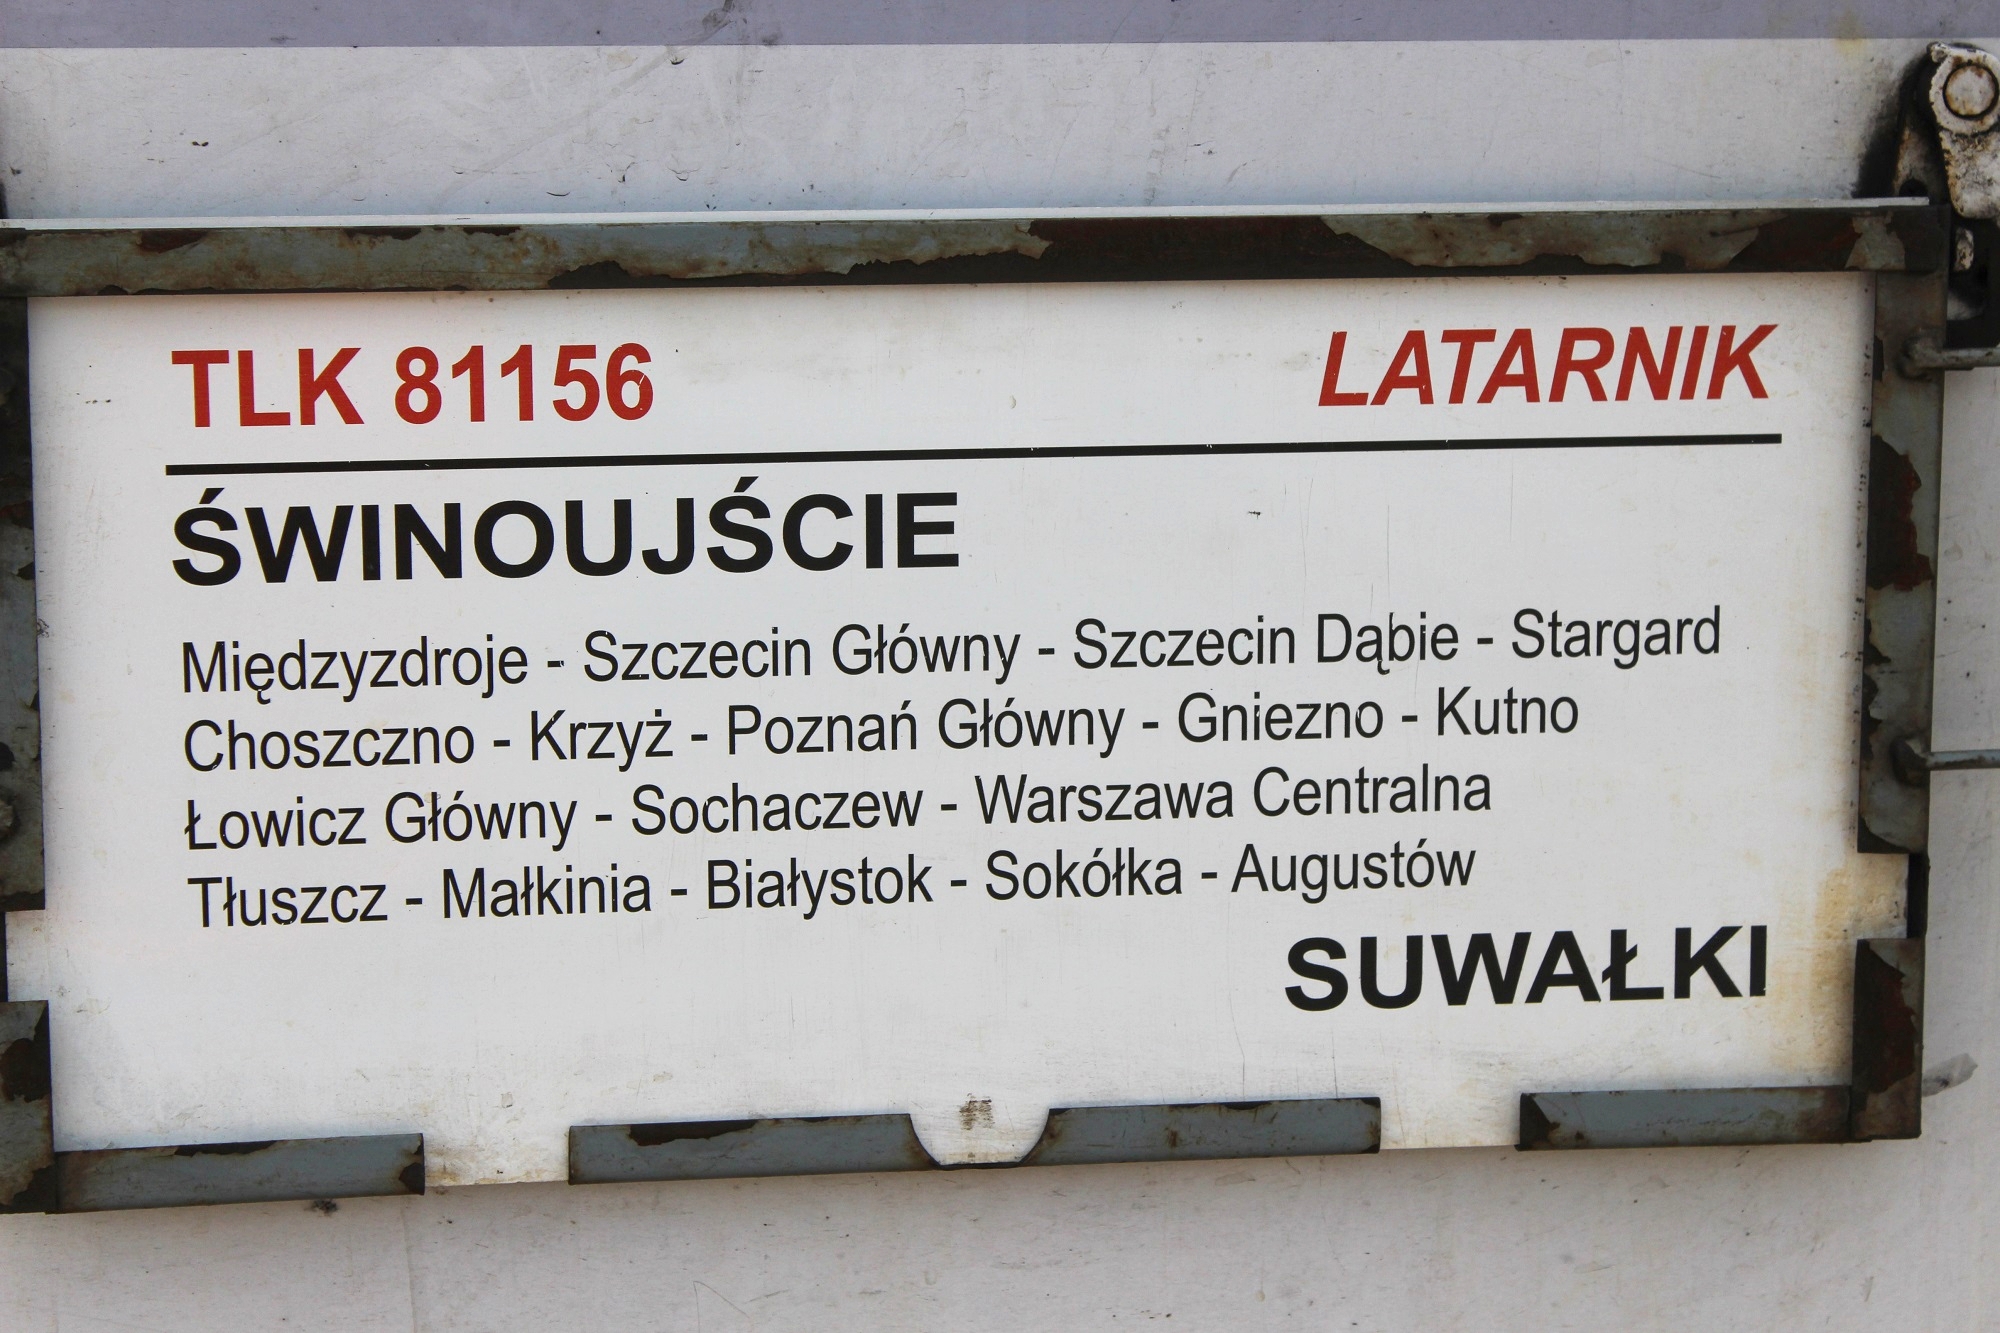 TLK 81156 LATARNIK
ŚWINOUJŚCIE
Międzyzdroje - Szczecin Główny - Szczecin Dąbie - Stargard
Choszczno - Krzyż - Poznań Główny - Gniezno - Kutno
Łowicz Główny - Sochaczew - Warszawa Centralna
Tłuszcz - Małkinia - Białystok - Sokółka - Augustów
SUWAŁKI